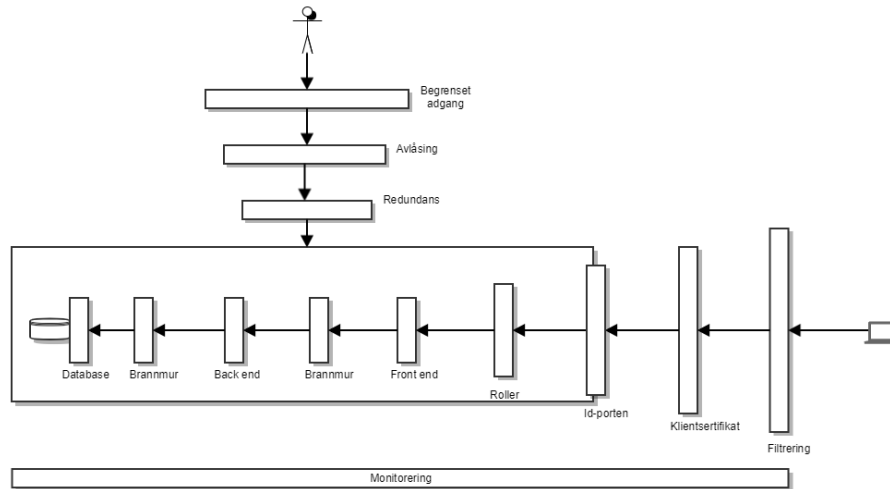 Begrenset
adgang
Avlåsing
Redundans
Database
Brannmur
Back end
Brannmur
Front end
Roller
Id-porten
Klientsertifikat
Filtrering
Monitorering